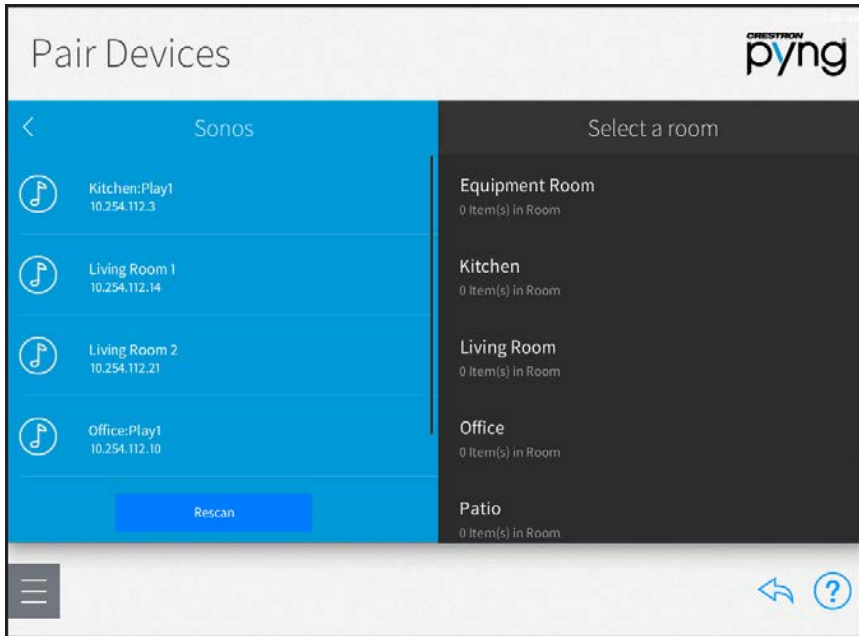 Pair Devices
CRESTRON
pyng
Sonos
Select a room
Kitchen:Play1
10.254.112.3
Living Room 1
10.254.112.14
Living Room 2
10.254.112.21
Office:Play1
10.254.112.10
Rescan
Equipment Room
0 Item(s) in Room
Kitchen
0 Item(s) in Room
Living Room
0 Item(s) in Room
Office
0 Item(s) in Room
Patio
0 Item(s) in Room
?